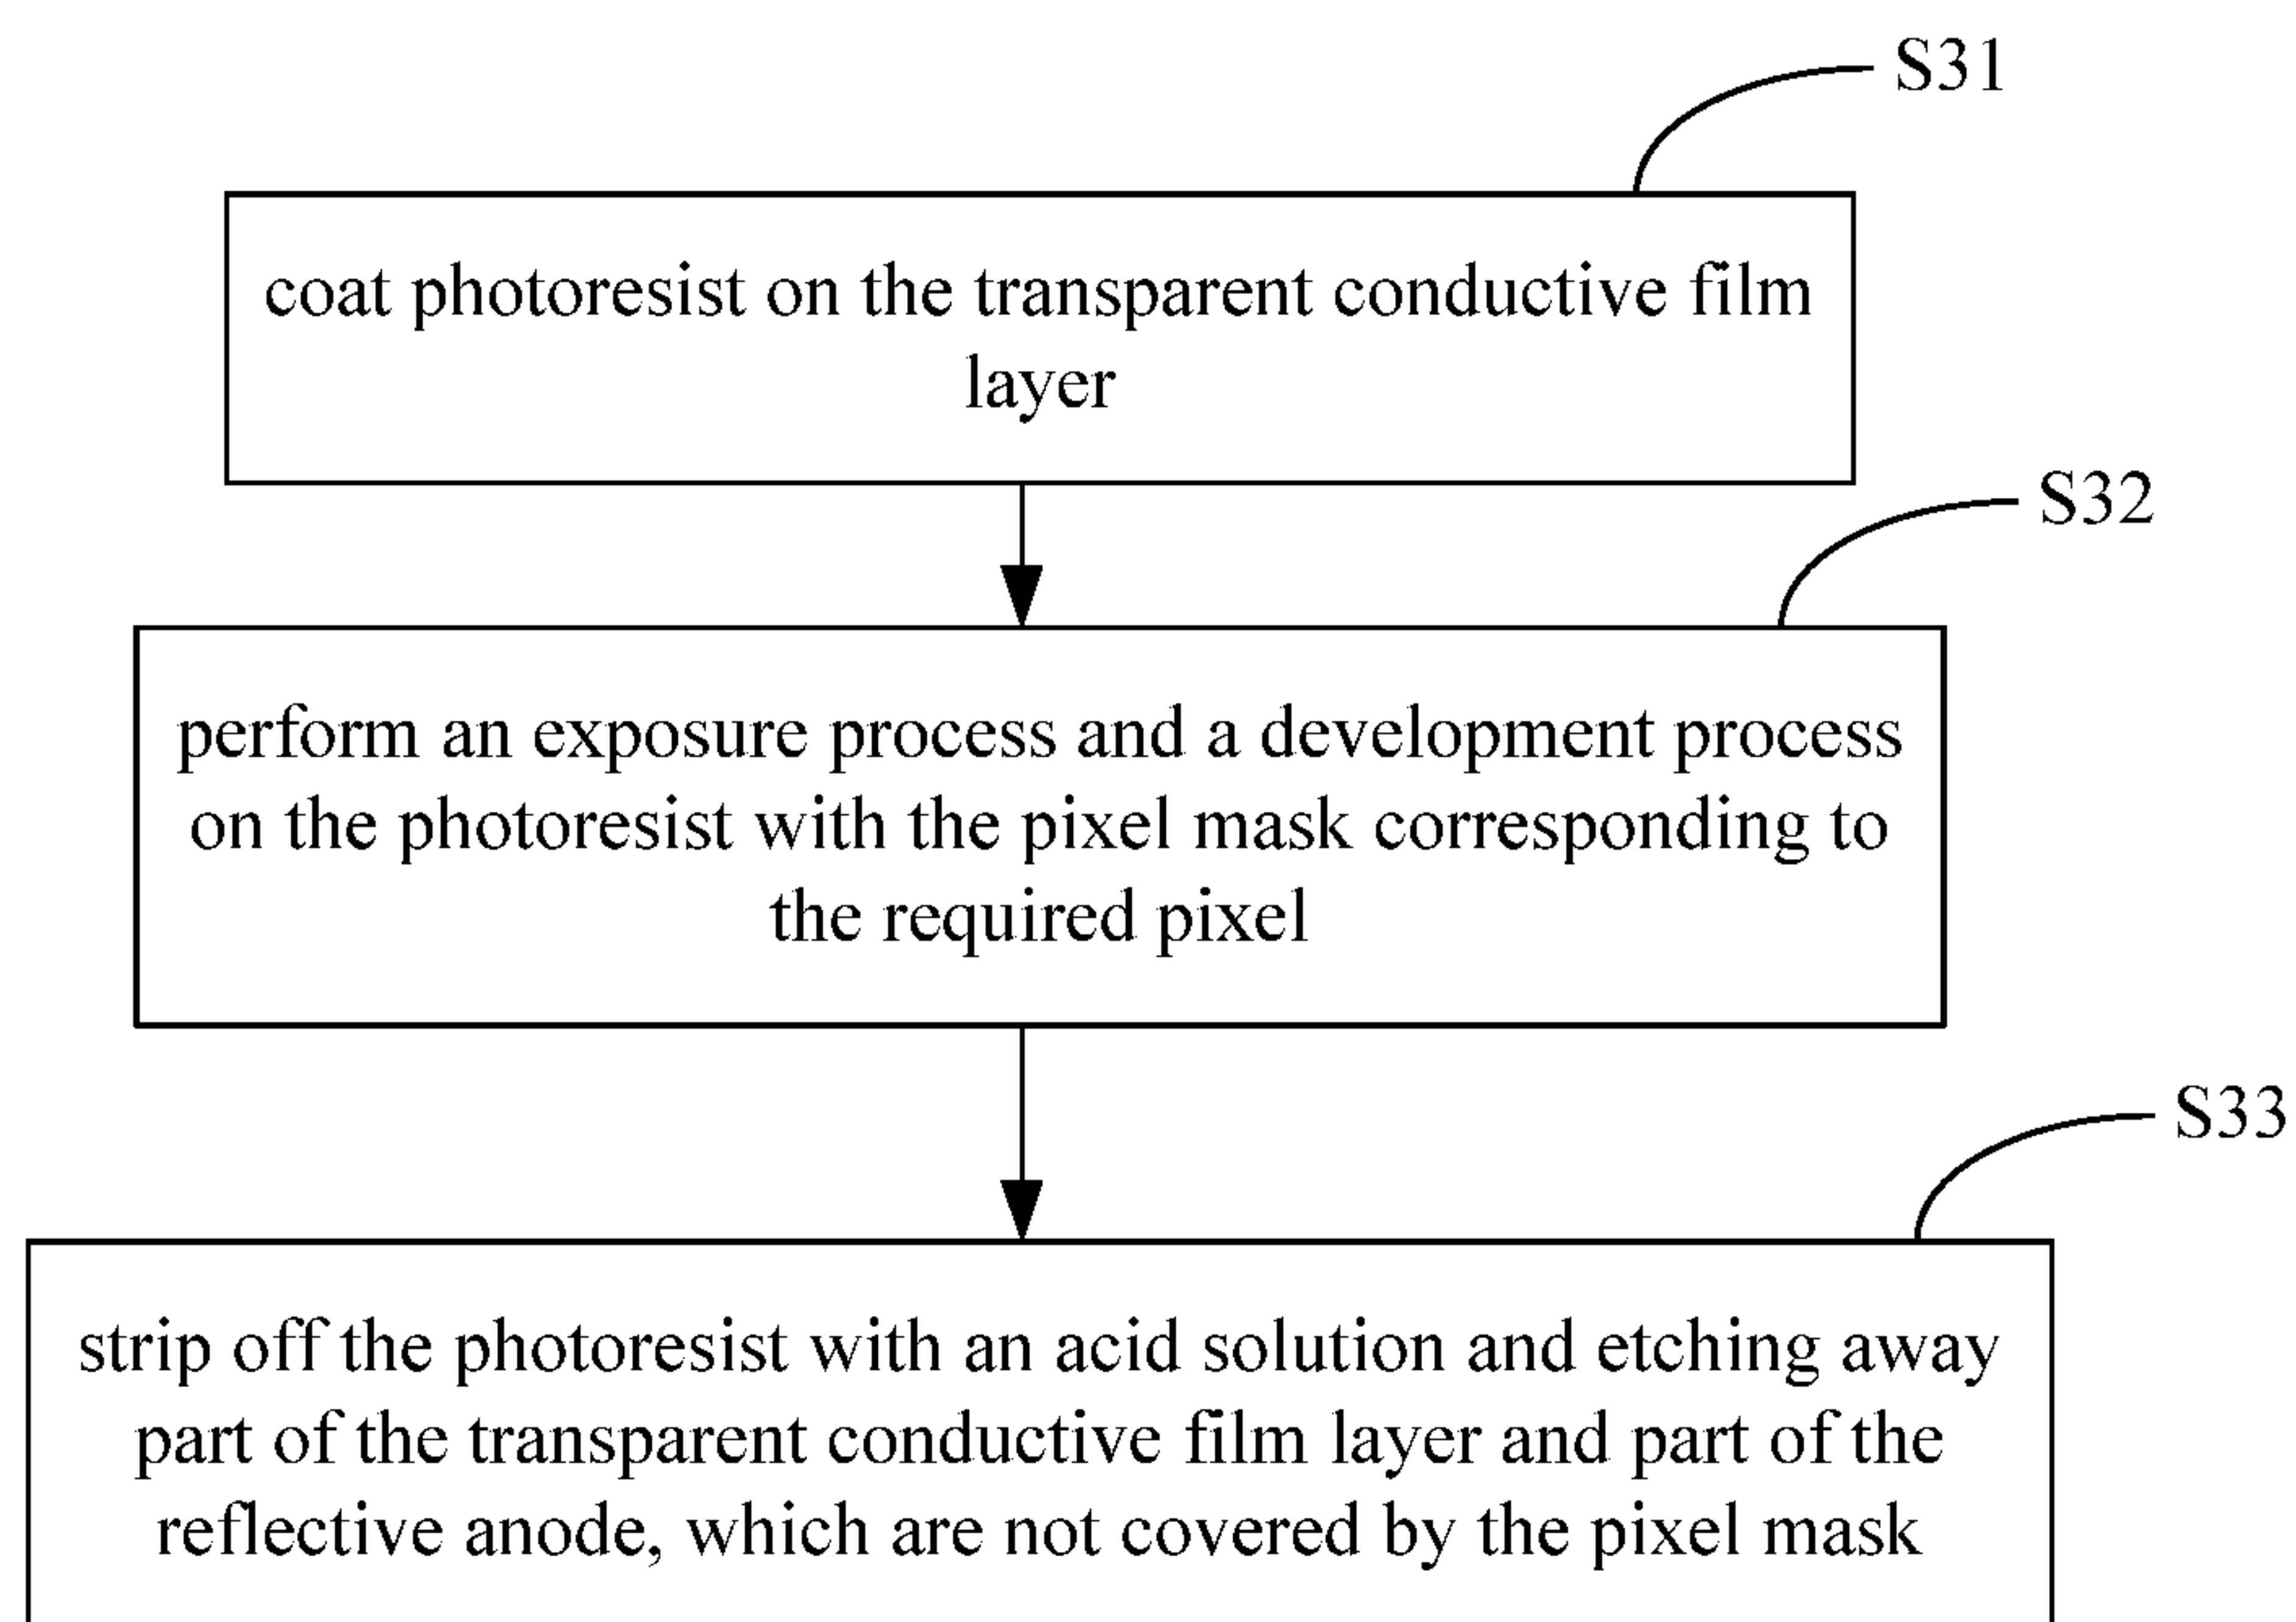 S31
coat photoresist on the transparent conductive film
layer
S32
perform an exposure process and a development process
on the photoresist with the pixel mask corresponding to
the required pixel
S33
strip off the photoresist with an acid solution and etching away
part of the transparent conductive film layer and part of the
reflective anode, which are not covered by the pixel mask